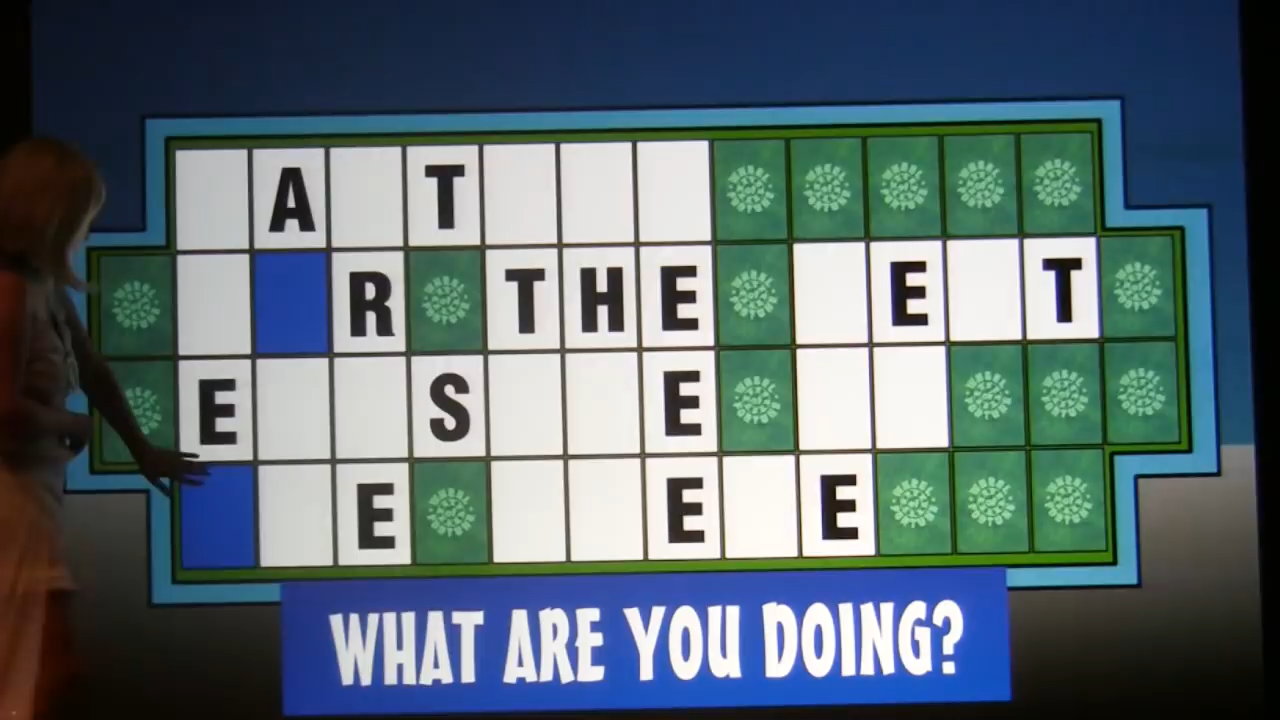 A T
R THE E T
E S E
E E E
WHAT ARE YOU DOING?